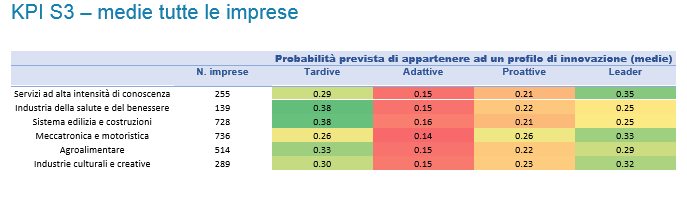 KPI S3 – medie tutte le imprese
Probabilità prevista di appartenere ad un profilo di innovazione (medie)
N. imprese Tardive Adattive Proattive Leader
Servizi ad alta intensità di conoscenza 255 0.29 0.15 0.21 0.35
Industria della salute e del benessere 139 0.38 0.15 0.22 0.25
Sistema edilizia e costruzioni 728 0.38 0.16 0.21 0.25
Meccatronica e motoristica 736 0.26 0.14 0.26 0.33
Agroalimentare 514 0.33 0.15 0.22 0.29
Industrie culturali e creative 289 0.30 0.15 0.23 0.32